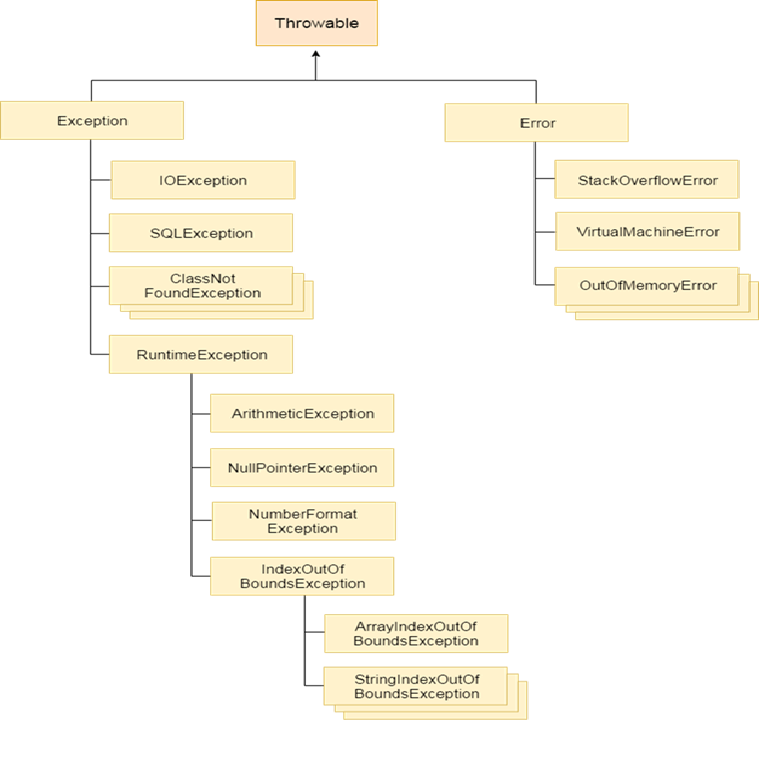 Throwable
Exception
Error
IOException
StackOverflowError
SQLException
VirtualMachineError
ClassNot
FoundException
OutOfMemoryError
RuntimeException
ArithmeticException
NullPointerException
NumberFormat
Exception
IndexOutOf
BoundsException
ArrayIndexOutOf
BoundsException
StringIndexOutOf
BoundsException